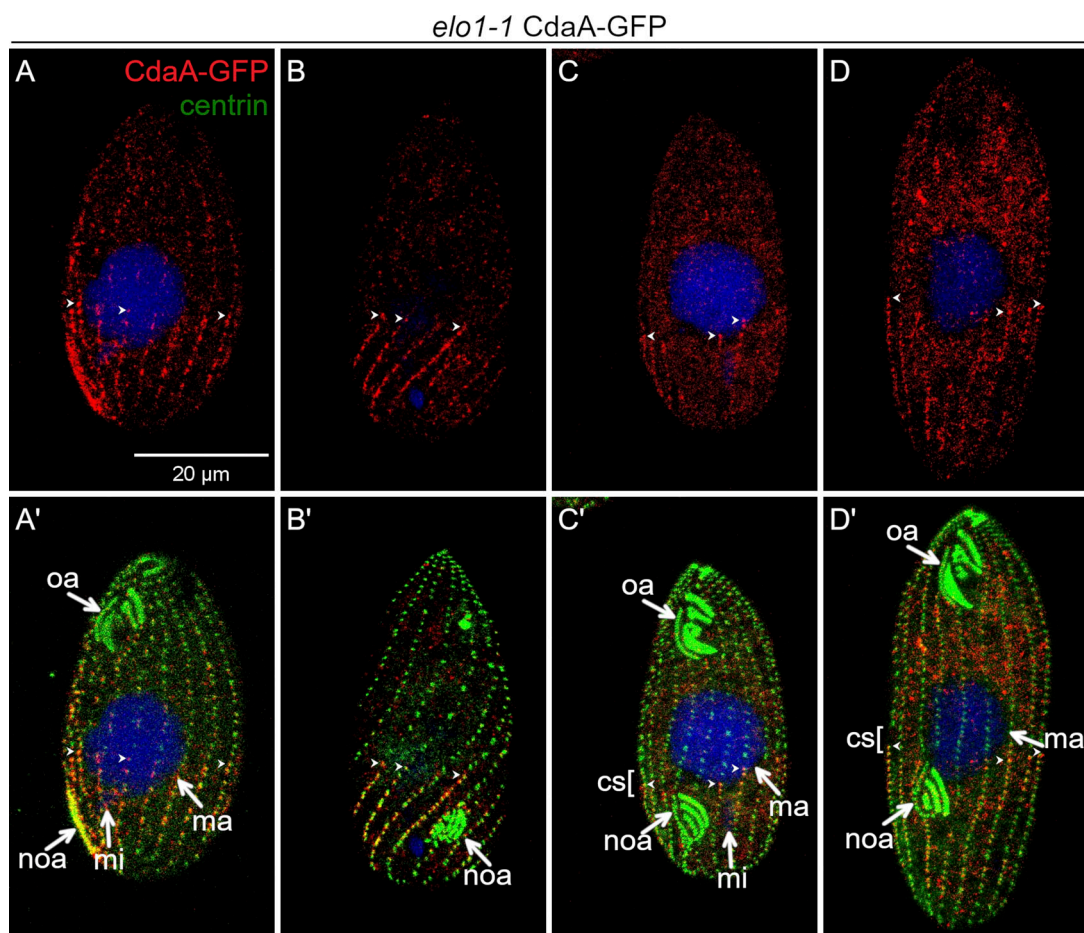 elo1-1 CdaA-GFP
A
CdaA-GFP
centrin
20 µm
B
C
D
A'
oa
noa
mi
ma
B'
noa
C'
oa
cs[
noa
mi
ma
D'
oa
cs[
noa
ma